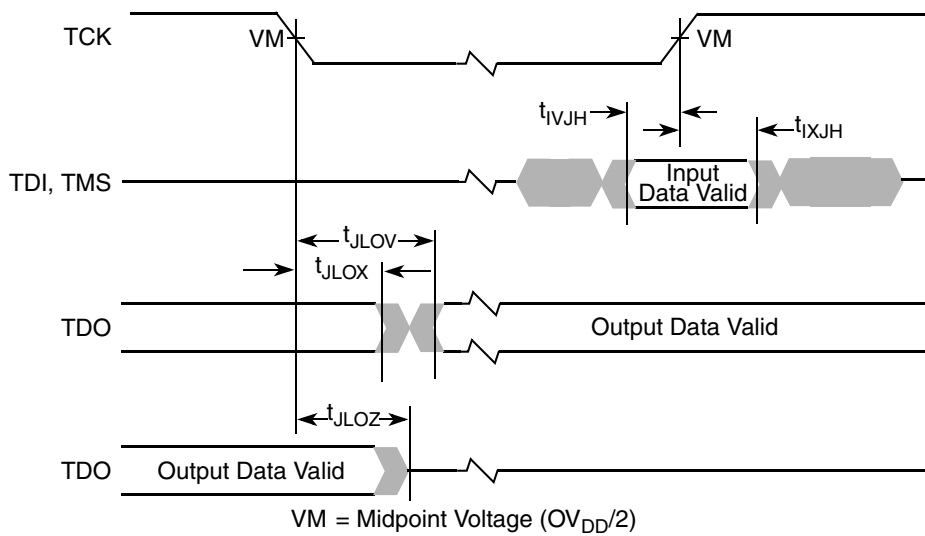 TCK
VM
VM
tIVJH
tIXJH
TDI, TMS
Input
Data Valid
tJLOV
tJLOX
TDO
Output Data Valid
tJLOZ
TDO
Output Data Valid
VM = Midpoint Voltage (OVDD/2)